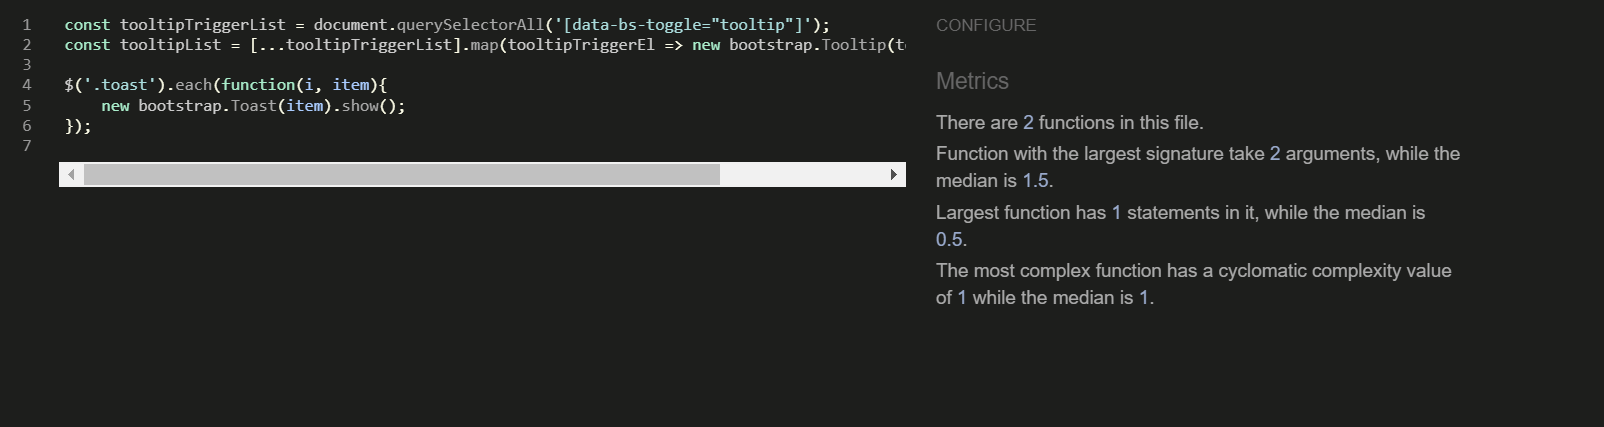 1 const tooltipTriggerList = document.querySelectorAll('[data-bs-toggle="tooltip"]');
2 const tooltipList = [...tooltipTriggerList].map(tooltipTriggerEl => new bootstrap.Tooltip(t
3
4 $('.toast').each(function(i, item){
5     new bootstrap.Toast(item).show();
6 });
7
CONFIGURE
Metrics
There are 2 functions in this file.
Function with the largest signature take 2 arguments, while the
median is 1.5.
Largest function has 1 statements in it, while the median is
0.5.
The most complex function has a cyclomatic complexity value
of 1 while the median is 1.